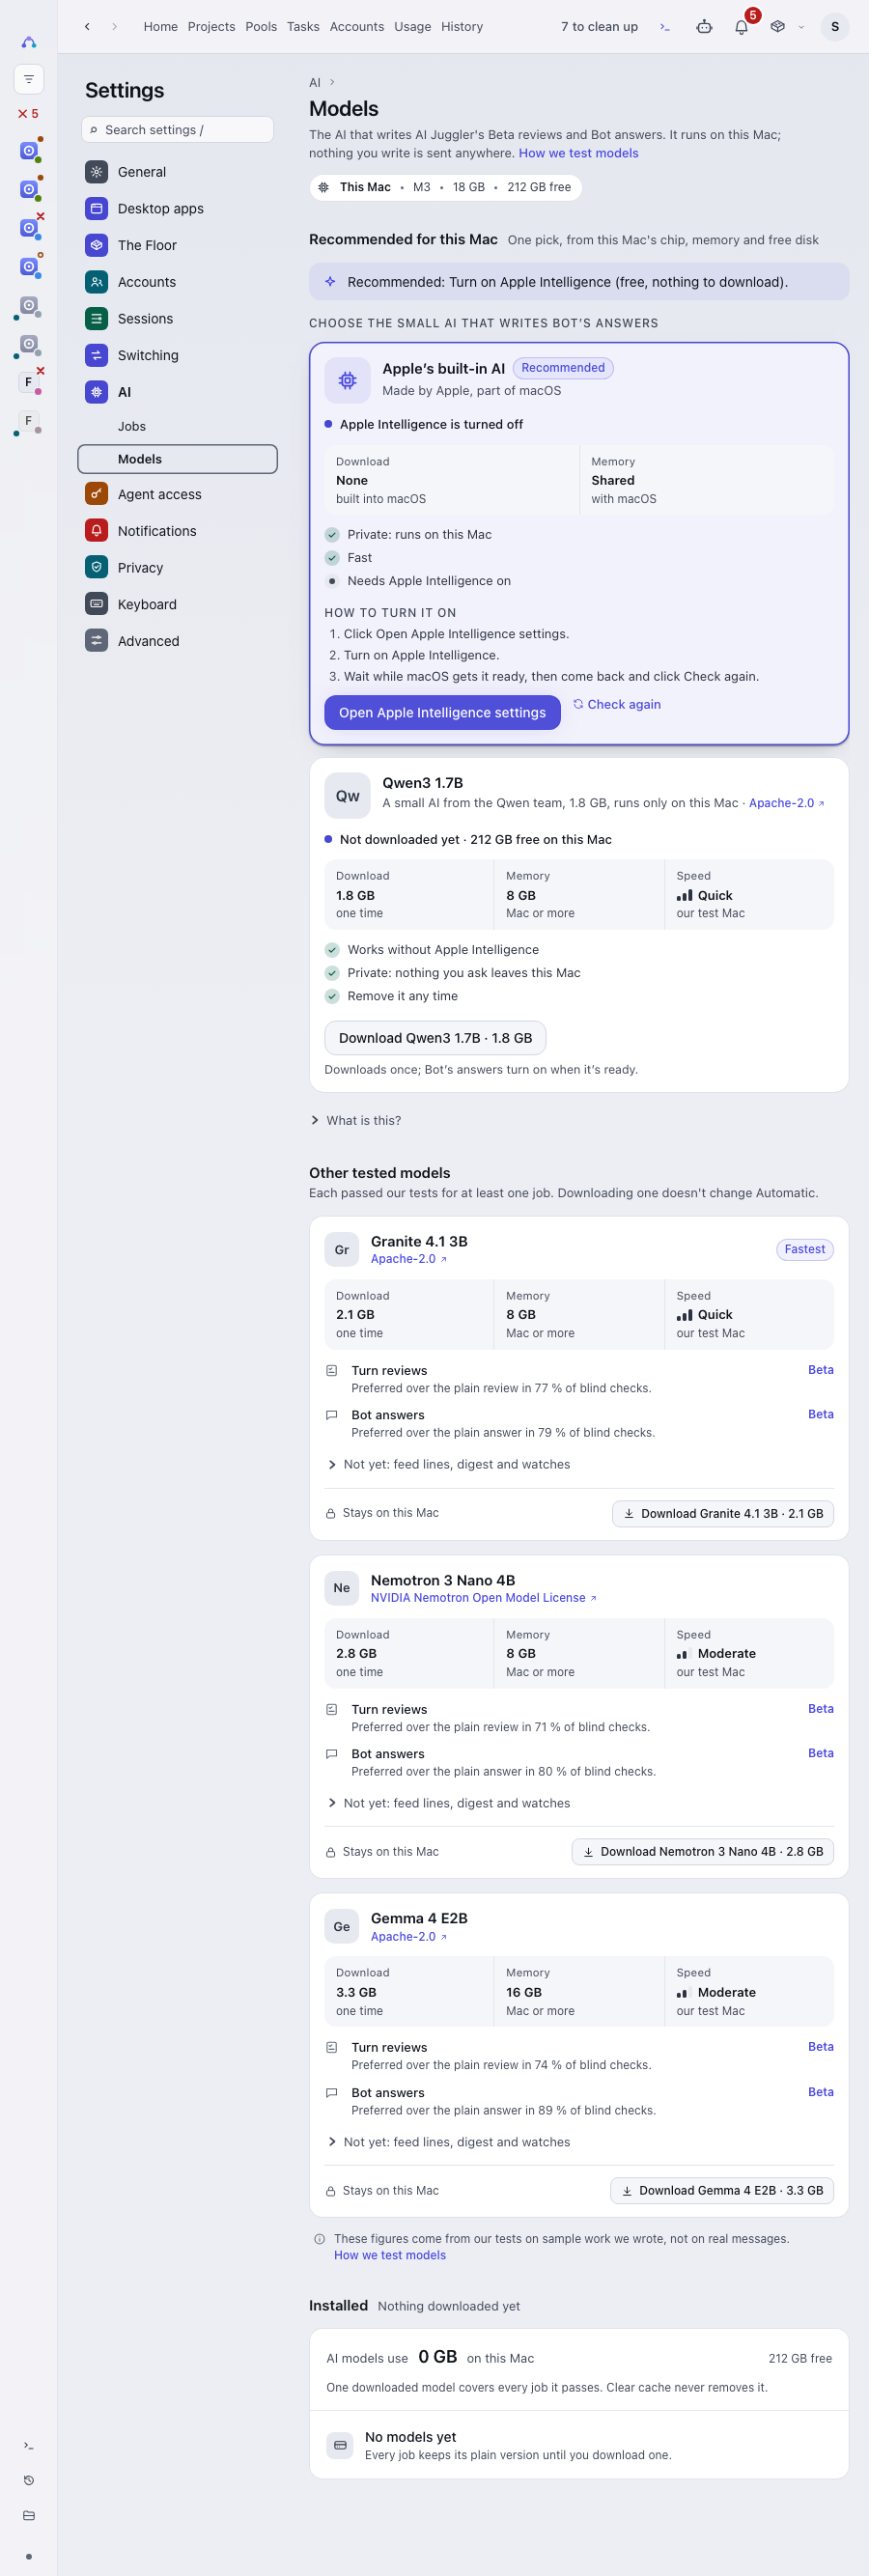 Home Projects Pools Tasks Accounts Usage History
7 to clean up
5
S
5
F
F
Settings
Search settings /
General
Desktop apps
The Floor
Accounts
Sessions
Switching
AI
Jobs
Models
Agent access
Notifications
Privacy
Keyboard
Advanced
AI
Models
The AI that writes AI Juggler's Beta reviews and Bot answers. It runs on this Mac;
nothing you write is sent anywhere. How we test models
This Mac • M3 • 18 GB • 212 GB free
Recommended for this Mac One pick, from this Mac's chip, memory and free disk
Recommended: Turn on Apple Intelligence (free, nothing to download).
CHOOSE THE SMALL AI THAT WRITES BOT'S ANSWERS
Apple's built-in AI Recommended
Made by Apple, part of macOS
Apple Intelligence is turned off
Download Memory
None Shared
built into macOS with macOS
Private: runs on this Mac
Fast
Needs Apple Intelligence on
HOW TO TURN IT ON
1. Click Open Apple Intelligence settings.
2. Turn on Apple Intelligence.
3. Wait while macOS gets it ready, then come back and click Check again.
Open Apple Intelligence settings Check again
Qw
Qwen3 1.7B
A small AI from the Qwen team, 1.8 GB, runs only on this Mac · Apache-2.0
Not downloaded yet · 212 GB free on this Mac
Download Memory Speed
1.8 GB 8 GB Quick
one time Mac or more our test Mac
Works without Apple Intelligence
Private: nothing you ask leaves this Mac
Remove it any time
Download Qwen3 1.7B · 1.8 GB
Downloads once; Bot's answers turn on when it's ready.
What is this?
Other tested models
Each passed our tests for at least one job. Downloading one doesn't change Automatic.
Gr
Granite 4.1 3B
Apache-2.0
Fastest
Download Memory Speed
2.1 GB 8 GB Quick
one time Mac or more our test Mac
Turn reviews Beta
Preferred over the plain review in 77 % of blind checks.
Bot answers Beta
Preferred over the plain answer in 79 % of blind checks.
Not yet: feed lines, digest and watches
Stays on this Mac Download Granite 4.1 3B · 2.1 GB
Ne
Nemotron 3 Nano 4B
NVIDIA Nemotron Open Model License
Download Memory Speed
2.8 GB 8 GB Moderate
one time Mac or more our test Mac
Turn reviews Beta
Preferred over the plain review in 71 % of blind checks.
Bot answers Beta
Preferred over the plain answer in 80 % of blind checks.
Not yet: feed lines, digest and watches
Stays on this Mac Download Nemotron 3 Nano 4B · 2.8 GB
Ge
Gemma 4 E2B
Apache-2.0
Download Memory Speed
3.3 GB 16 GB Moderate
one time Mac or more our test Mac
Turn reviews Beta
Preferred over the plain review in 74 % of blind checks.
Bot answers Beta
Preferred over the plain answer in 89 % of blind checks.
Not yet: feed lines, digest and watches
Stays on this Mac Download Gemma 4 E2B · 3.3 GB
These figures come from our tests on sample work we wrote, not on real messages.
How we test models
Installed Nothing downloaded yet
AI models use 0 GB on this Mac 212 GB free
One downloaded model covers every job it passes. Clear cache never removes it.
No models yet
Every job keeps its plain version until you download one.